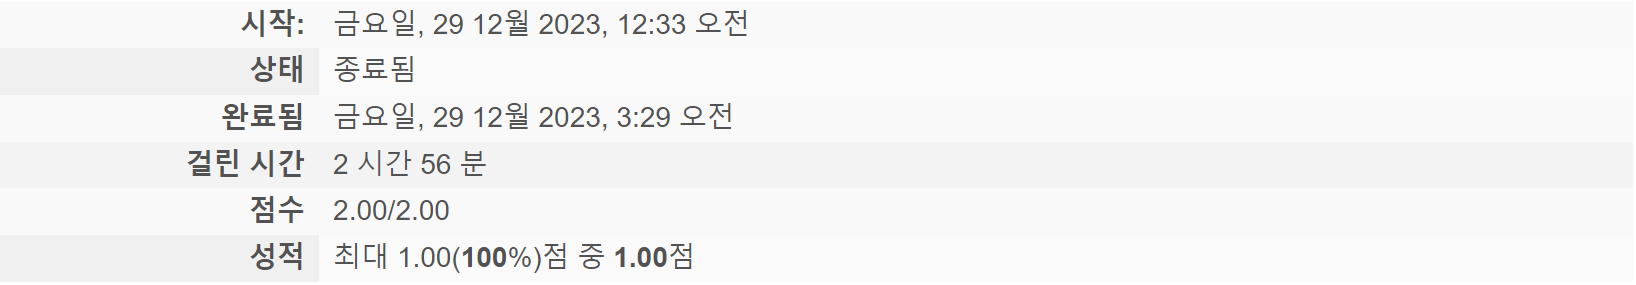 시작: 금요일, 29 12월 2023, 12:33 오전
상태 종료됨
완료됨 금요일, 29 12월 2023, 3:29 오전
걸린 시간 2 시간 56 분
점수 2.00/2.00
성적 최대 1.00(100%)점 중 1.00점